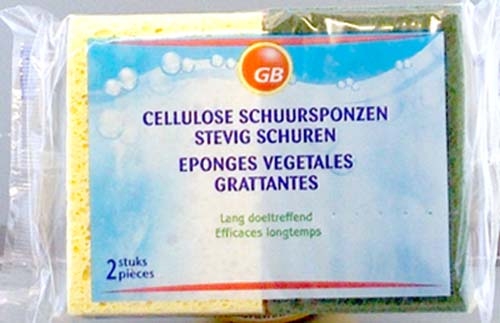 GB
CELLULOSE SCHUURSPONZEN
STEVIG SCHUREN
EPONGES VEGETALES
GRATTANTES
Lang doeltreffend
Efficaces longtemps
2 stuks
pièces